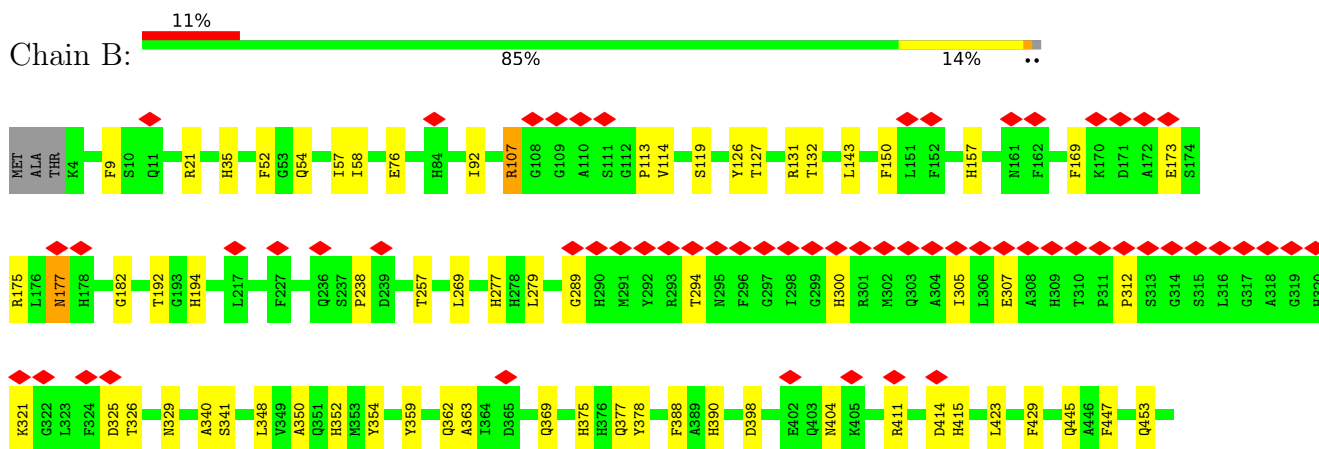 11%
Chain B:
85% 14% ••
MET ALA THR K4 F9 S10 Q11 R21 H35 F52 G53 Q54 I57 I58 E76 H84 I92 R107 G108 G109 A110 S111 G112 P113 V114 S119 Y126 T127 R131 T132 L143 F150 L151 F152 H157 N161 F162 F169 K170 D171 A172 E173 S174
R175 L176 N177 H178 G182 T192 G193 H194 L217 F227 Q236 S237 P238 D239 T257 L269 H277 H278 L279 G289 H290 M291 Y292 R293 T294 N295 F296 G297 I298 G299 H300 R301 M302 Q303 A304 I305 L306 E307 A308 H309 T310 P311 P312 S313 G314 S315 L316 G317 A318 G319 H320
K321 G322 L323 F324 D325 T326 N329 A340 S341 L348 V349 A350 Q351 H352 M353 Y354 Y359 Q362 A363 I364 D365 Q369 H375 H376 Q377 Y378 F388 A389 H390 D398 E402 Q403 N404 K405 R411 D414 H415 L423 F429 Q445 A446 F447 Q453